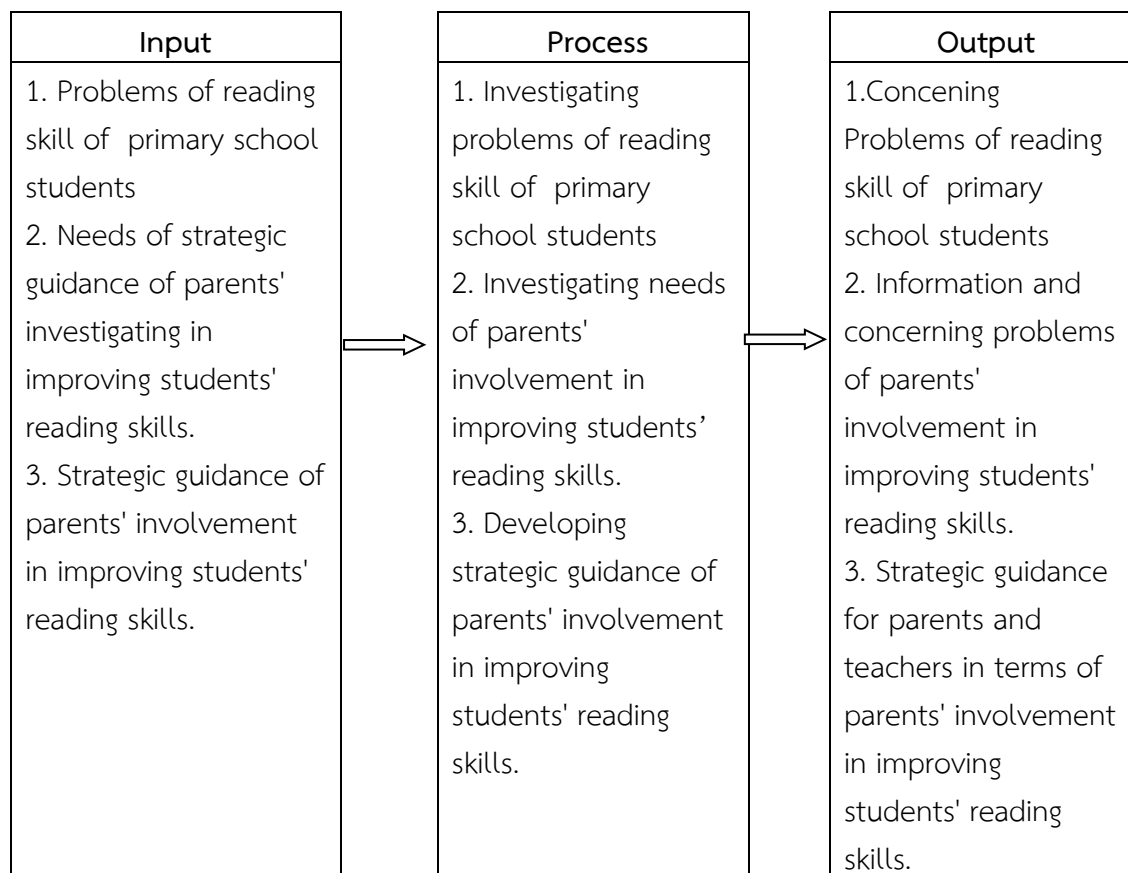 Input
1. Problems of reading
skill of primary school
students
2. Needs of strategic
guidance of parents'
investigating in
improving students'
reading skills.
3. Strategic guidance of
parents' involvement
in improving students'
reading skills.
Process
1. Investigating
problems of reading
skill of primary
school students
2. Investigating needs
of parents'
involvement in
improving students’
reading skills.
3. Developing
strategic guidance of
parents' involvement
in improving
students' reading
skills.
Output
1.Concening
Problems of reading
skill of primary
school students
2. Information and
concerning problems
of parents'
involvement in
improving students'
reading skills.
3. Strategic guidance
for parents and
teachers in terms of
parents' involvement
in improving
students' reading
skills.